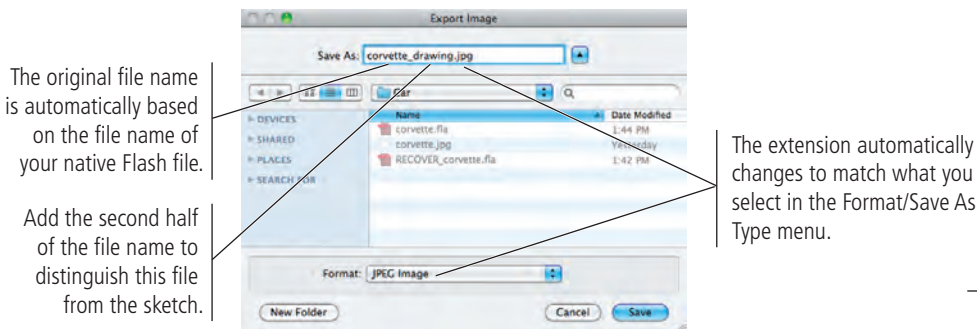 Export Image
Save As: corvette_drawing.jpg
Car
DEVICES
SHARED
PLACES
SEARCH FOR
Name Date Modified
corvette.fla 1:44 PM
corvette.jpg Yesterday
RECOVER_corvette.fla 1:42 PM
Format: JPEG Image
New Folder Cancel Save
The original file name
is automatically based
on the file name of
your native Flash file.
Add the second half
of the file name to
distinguish this file
from the sketch.
The extension automatically
changes to match what you
select in the Format/Save As
Type menu.